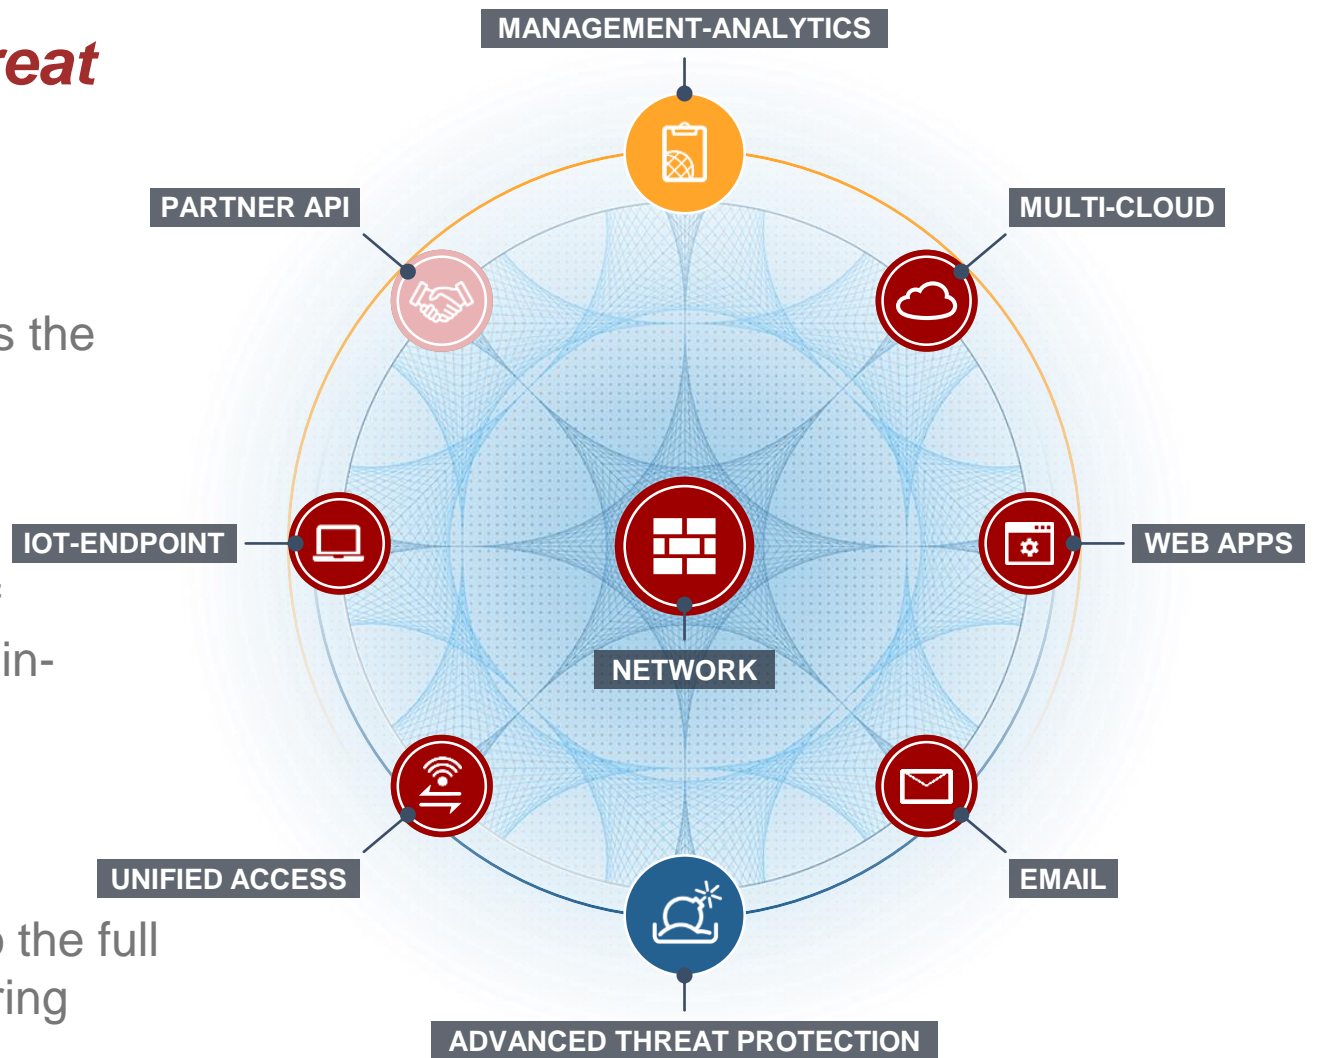 reat
s the
in-
o the full
ring
MANAGEMENT-ANALYTICS
PARTNER API
MULTI-CLOUD
IOT-ENDPOINT
WEB APPS
NETWORK
UNIFIED ACCESS
EMAIL
ADVANCED THREAT PROTECTION